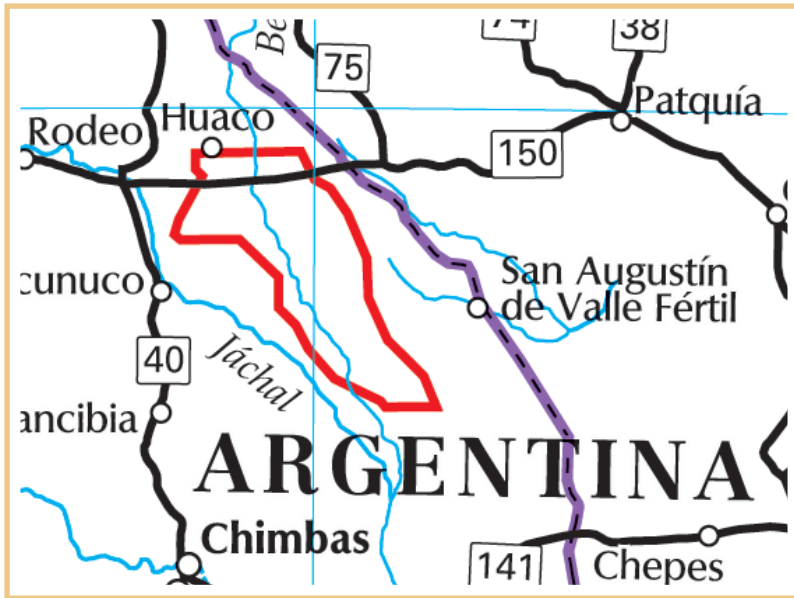 Be
74
38
75
Patquía
Rodeo
Huaco
150
cunuco
San Augustín
de Valle Fértil
40
Jáchal
ancibia
ARGENTINA
Chimbas
141
Chepes